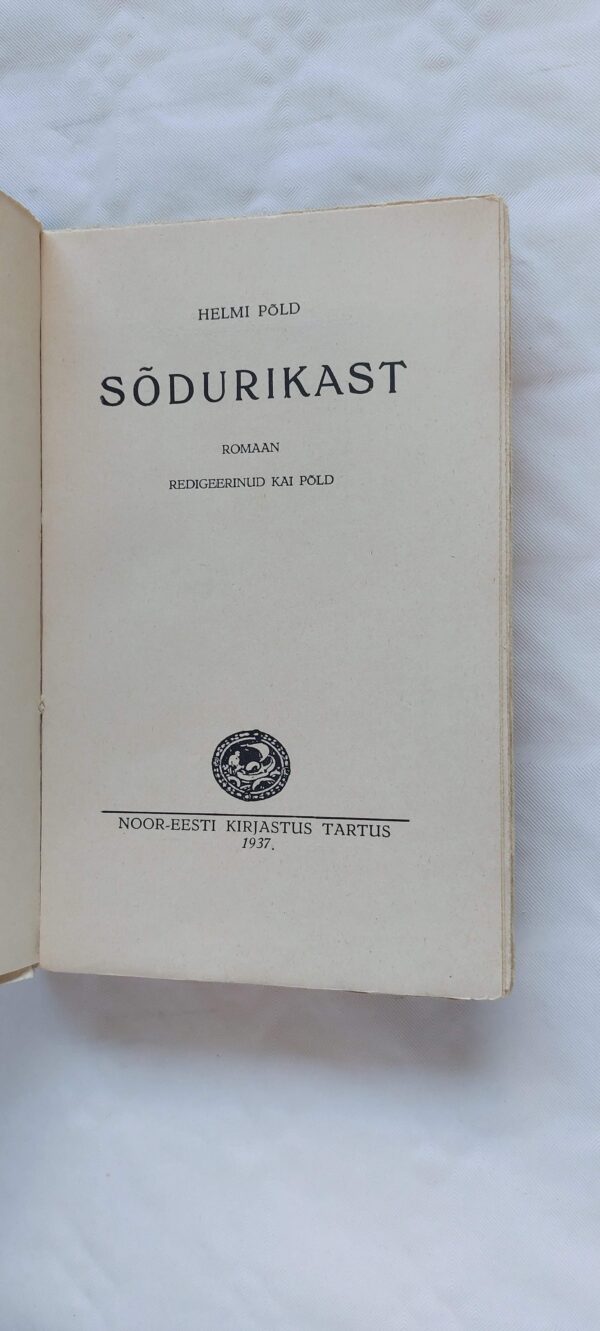 HELMI PÕLD
SÕDURIKAST
ROMAAN
REDIGEERINUD KAI PÕLD
NOOR-EESTI KIRJASTUS TARTUS
1937.